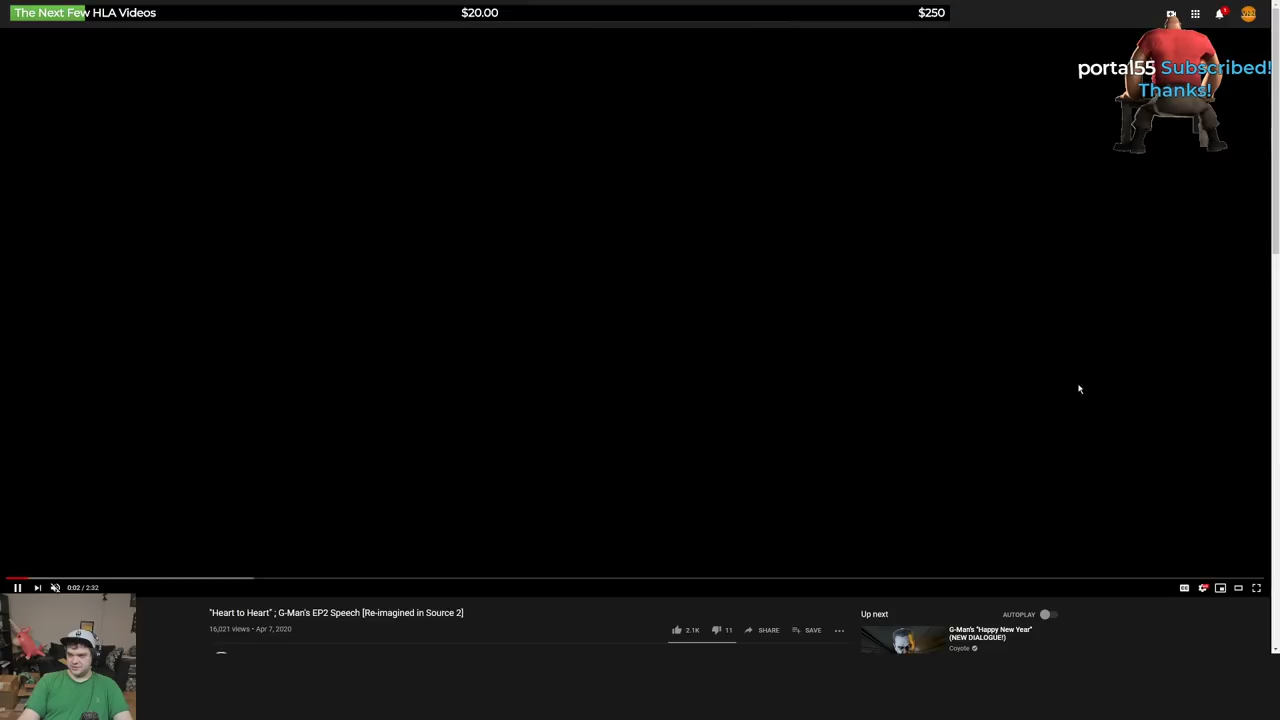 The Next Few HLA Videos
$20.00
$250
portal55 Subscribed!
Thanks!
0:02 / 2:32
"Heart to Heart" ; G-Man's EP2 Speech [Re-imagined in Source 2]
16,021 views • Apr 7, 2020
2.1K
11
SHARE
SAVE
Up next
AUTOPLAY
G-Man's "Happy New Year"
(NEW DIALOGUE!)
Coyote